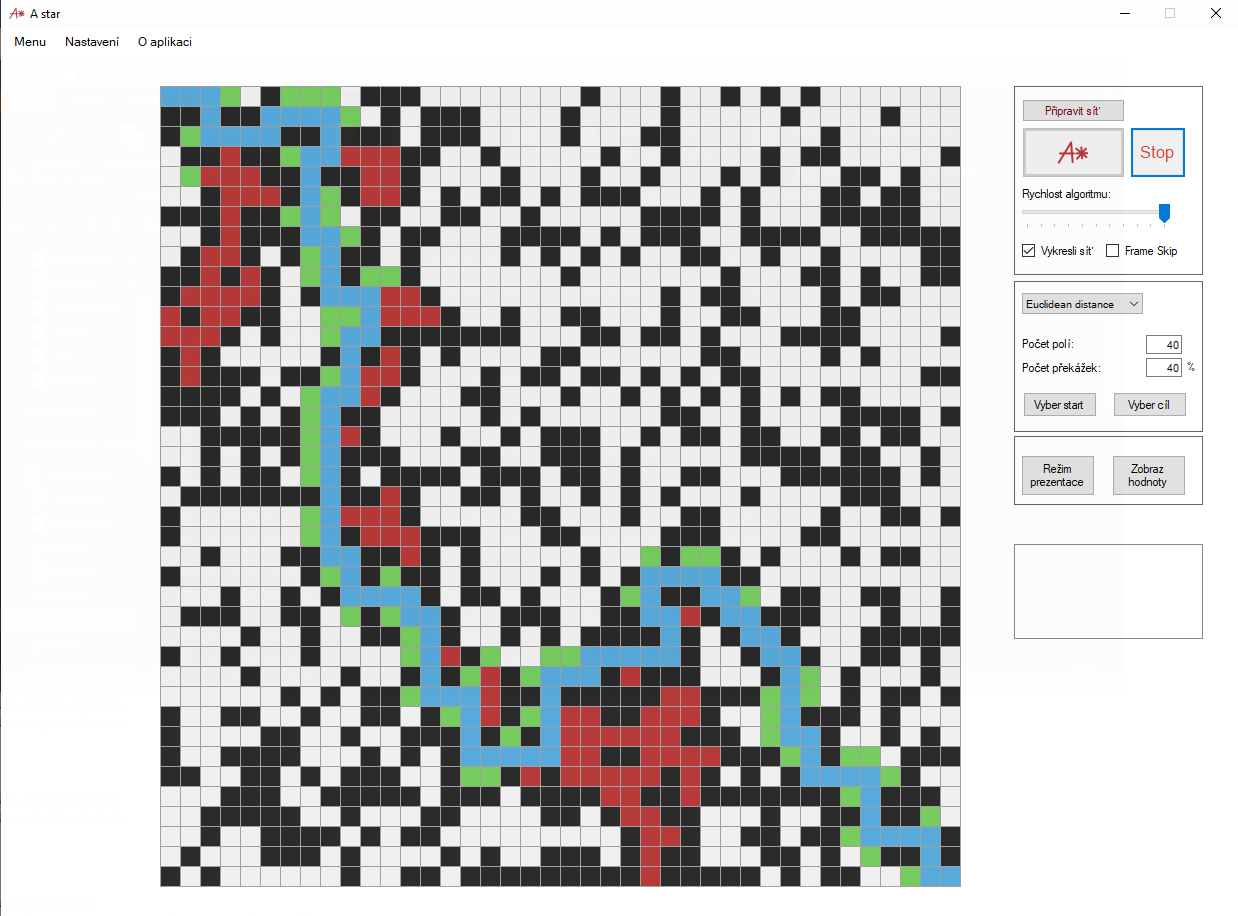 A* A star
Menu Nastavení O aplikaci
Připravit síť
A* Stop
Rychlost algoritmu:
Vykresli síť Frame Skip
Euclidean distance
Počet polí: 40
Počet překážek: 40 %
Vyber start Vyber cíl
Režim prezentace
Zobraz hodnoty